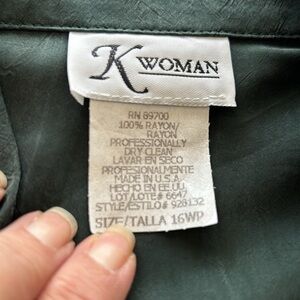 K WOMAN
RN 89700
100% RAYON/
RAYON
PROFESSIONALLY
DRY CLEAN
LAVAR EN SECO
PROFESIONALMENTE
MADE IN U.S.A.
HECHO EN EE.UU.
LOT/LOTE# 6647
STYLE/ESTILO# 928132
SIZE/TALLA 16WP